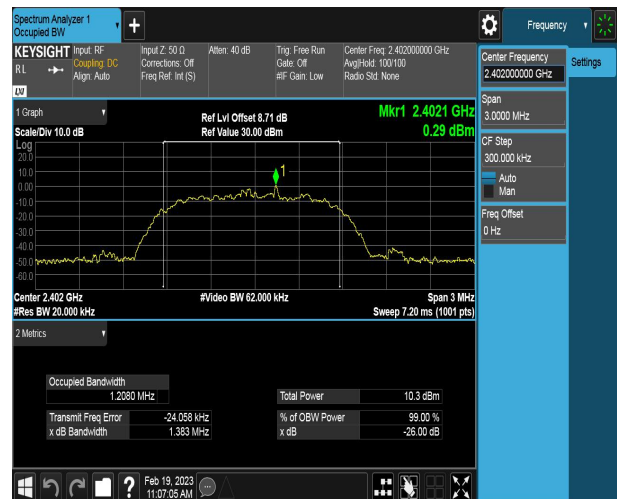 Spectrum Analyzer 1
Occupied BW
+
Frequency
KEYSIGHT
R L
LXI
Input: RF
Coupling: DC
Align: Auto
Input Z: 50 Ω
Corrections: Off
Freq Ref: Int (S)
Atten: 40 dB
Trig: Free Run
Gate: Off
#IF Gain: Low
Center Freq: 2.402000000 GHz
Avg|Hold: 100/100
Radio Std: None
Center Frequency
2.402000000 GHz
Settings
Span
3.0000 MHz
CF Step
300.000 kHz
Auto
Man
Freq Offset
0 Hz
1 Graph
Scale/Div 10.0 dB
Ref Lvl Offset 8.71 dB
Ref Value 30.00 dBm
Mkr1 2.4021 GHz
0.29 dBm
Log
20.0
10.0
0.00
-10.0
-20.0
-30.0
-40.0
-50.0
-60.0
1
Center 2.402 GHz
#Res BW 20.000 kHz
#Video BW 62.000 kHz
Span 3 MHz
Sweep 7.20 ms (1001 pts)
2 Metrics
Occupied Bandwidth
1.2080 MHz
Total Power 10.3 dBm
Transmit Freq Error -24.058 kHz
% of OBW Power 99.00 %
x dB Bandwidth 1.383 MHz
x dB -26.00 dB
?
Feb 19, 2023
11:07:05 AM